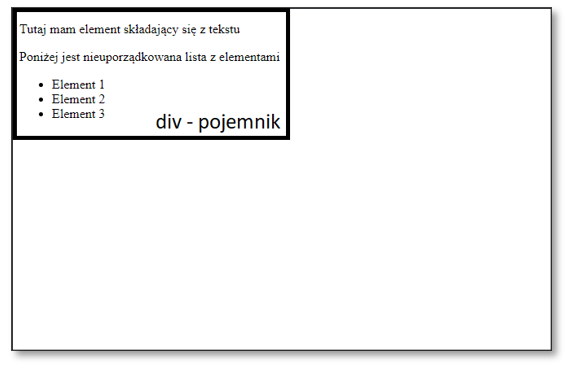 Tutaj mam element składający się z tekstu
Poniżej jest nieuporządkowana lista z elementami
• Element 1
• Element 2
• Element 3
div - pojemnik